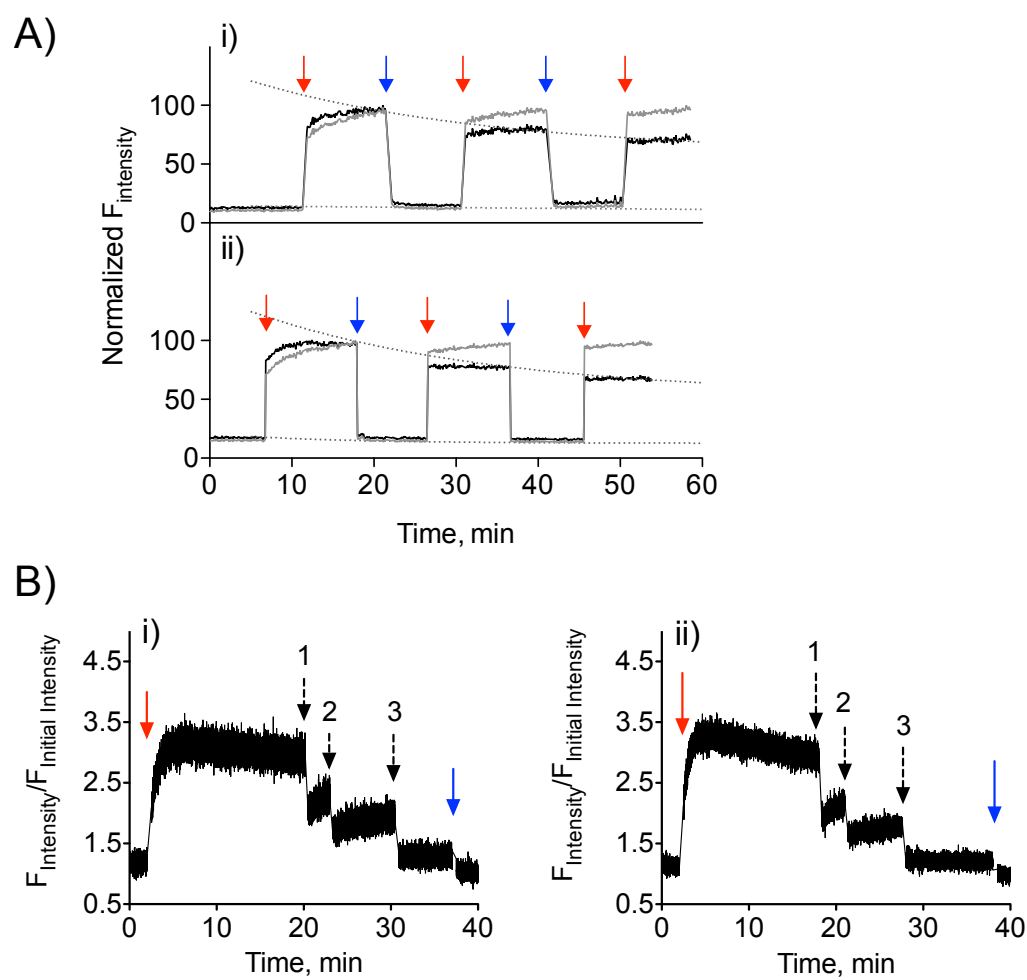 A)
i)
100
50
0
ii)
100
50
0
Normalized F intensity
0 10 20 30 40 50 60
Time, min
B)
i)
4.5
3.5
2.5
1.5
0.5
1
2
3
F Intensity/F Initial Intensity
0 10 20 30 40
Time, min
ii)
4.5
3.5
2.5
1.5
0.5
1
2
3
F Intensity/F Initial Intensity
0 10 20 30 40
Time, min